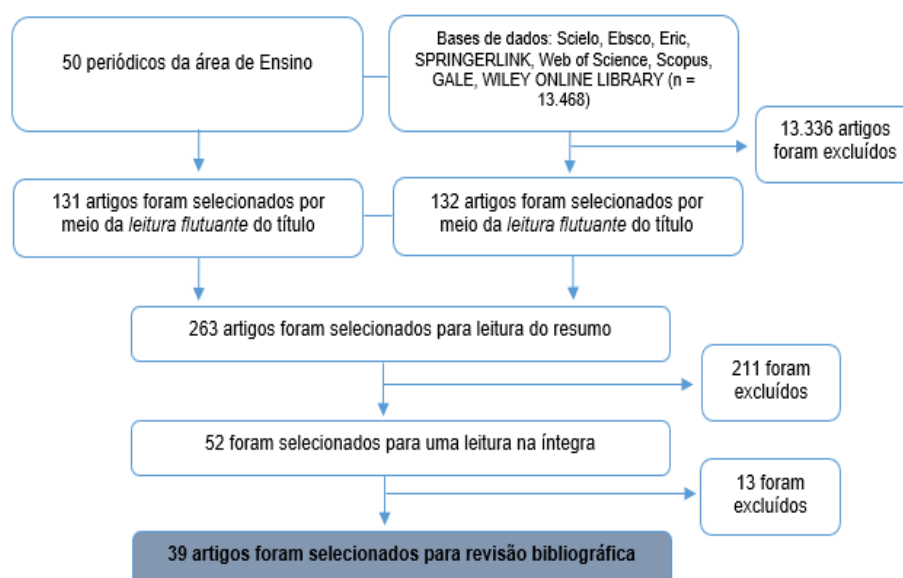 50 periódicos da área de Ensino
Bases de dados: Scielo, Ebsco, Eric,
SPRINGERLINK, Web of Science, Scopus,
GALE, WILEY ONLINE LIBRARY (n =
13.468)
13.336 artigos
foram excluídos
131 artigos foram selecionados por
meio da leitura flutuante do título
132 artigos foram selecionados por
meio da leitura flutuante do título
263 artigos foram selecionados para leitura do resumo
211 foram
excluídos
52 foram selecionados para uma leitura na íntegra
13 foram
excluídos
39 artigos foram selecionados para revisão bibliográfica